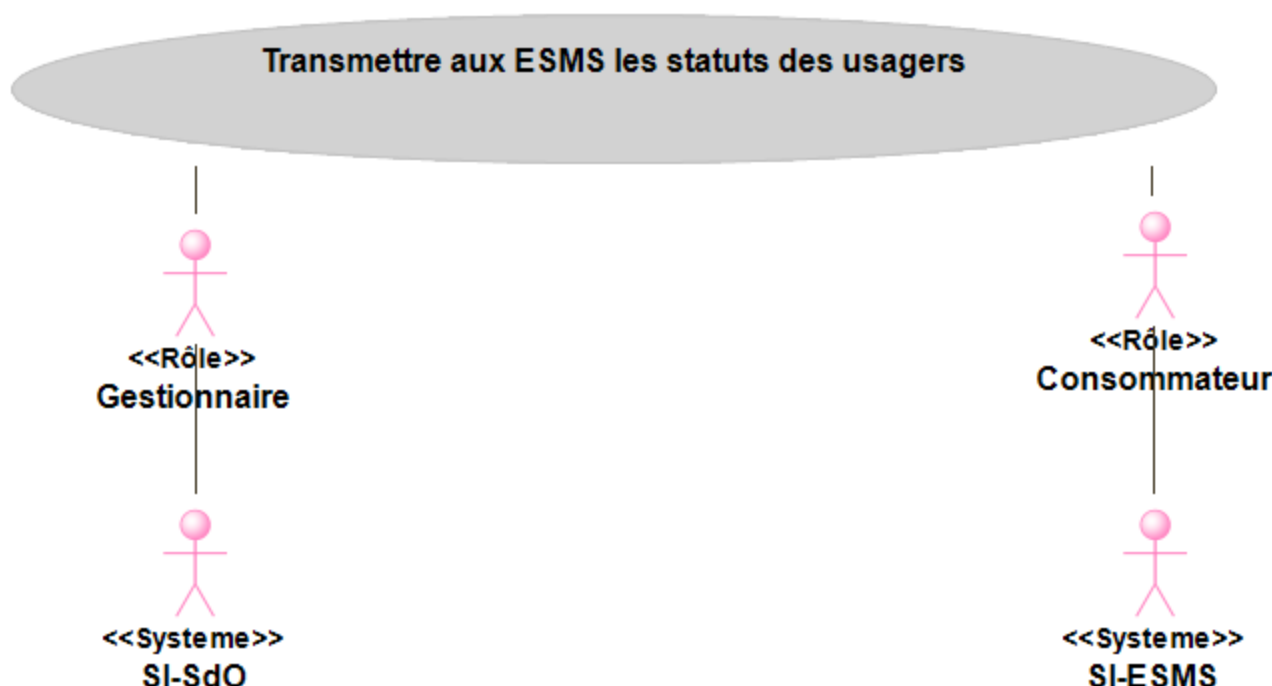 Transmettre aux ESMS les statuts des usagers
<<Rôle>>
Gestionnaire
<<Rôle>>
Consommateur
<<Systeme>>
SI-SdO
<<Systeme>>
SI-ESMS